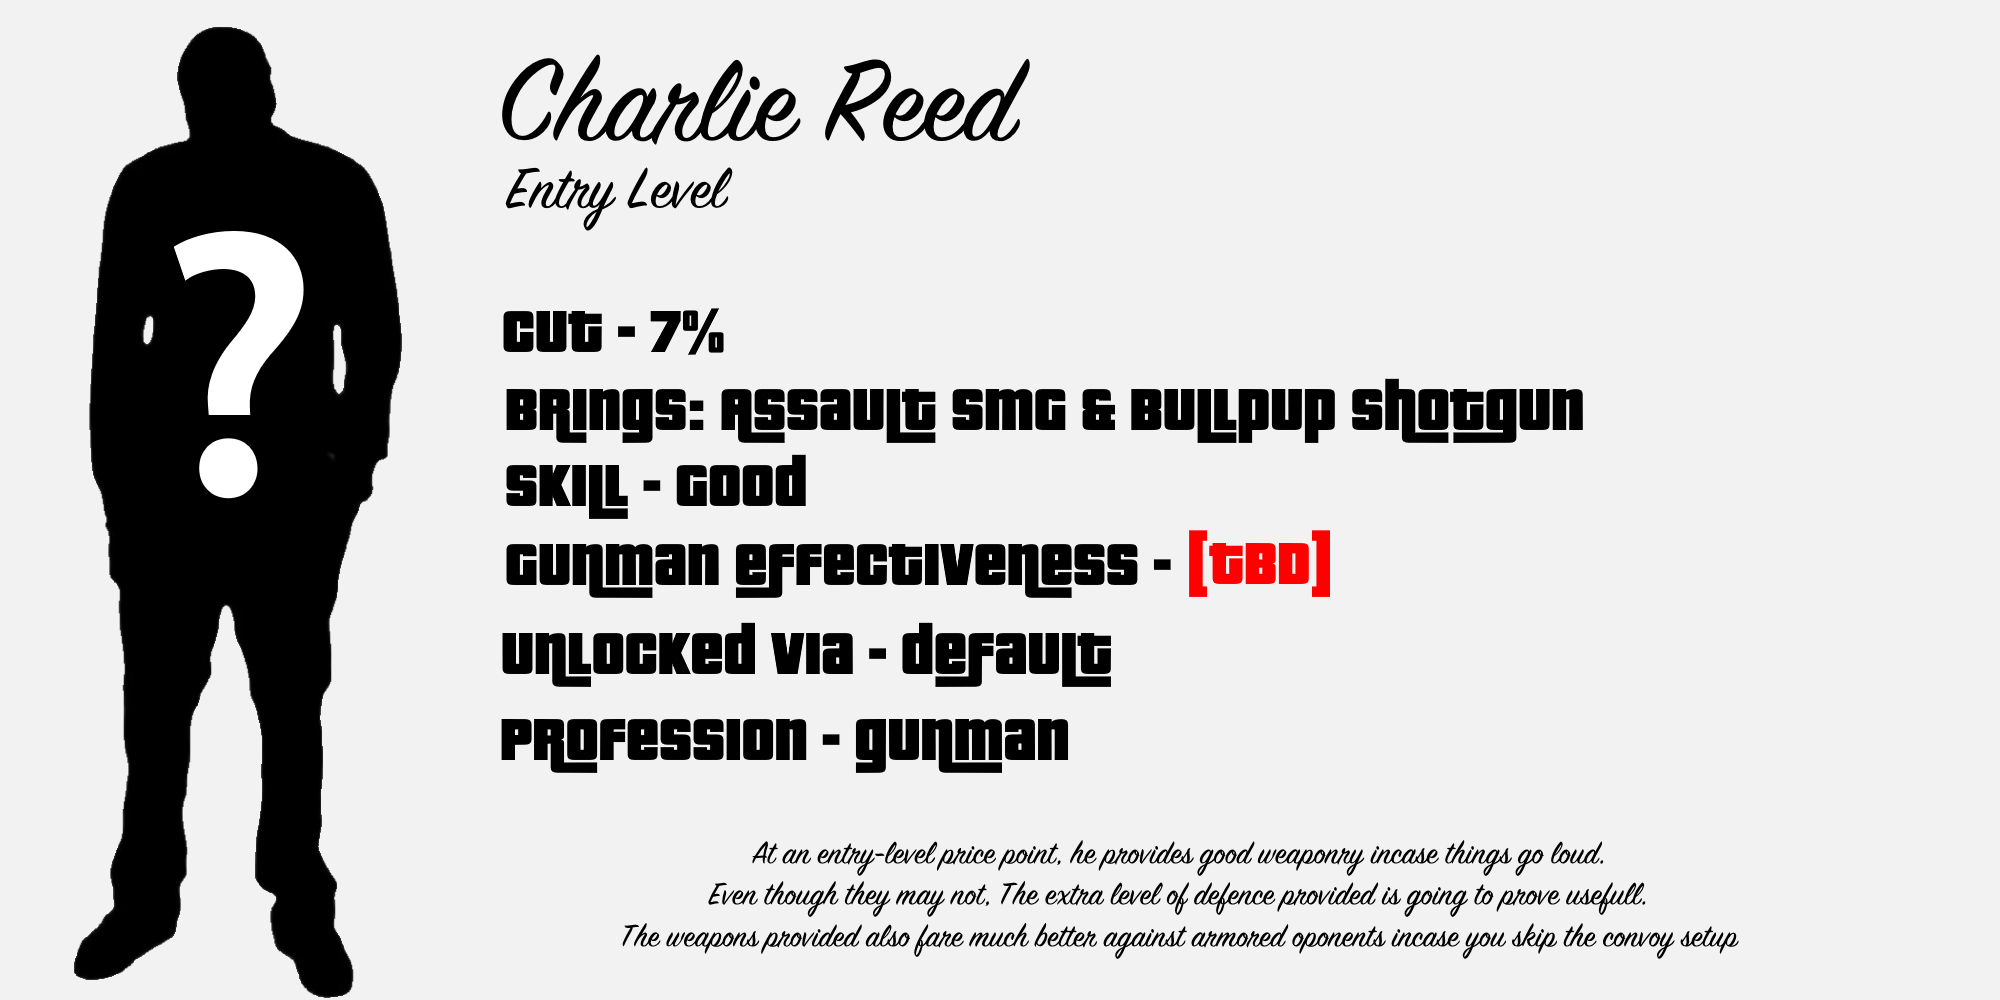 Charlie Reed
Entry Level
?
Cut - 7%
Brings: Assault SMG & Bullpup Shotgun
Skill - Good
Gunman Effectiveness - [TBD]
Unlocked Via - default
Profession - gunman
At an entry-level price point, he provides good weaponry incase things go loud.
Even though they may not, The extra level of defence provided is going to prove usefull.
The weapons provided also fare much better against armored oponents incase you skip the convoy setup